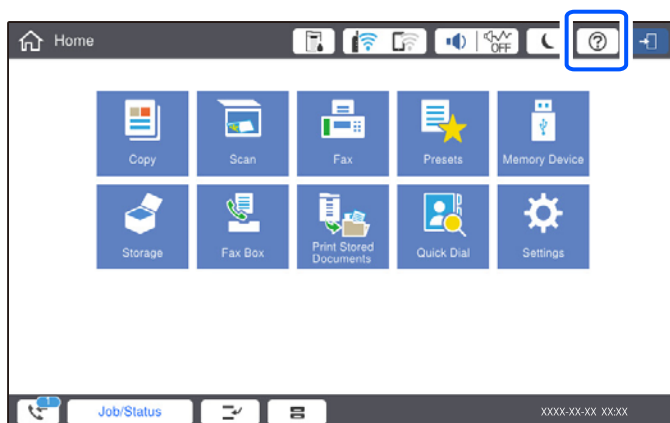 Home
OFF
?
Copy
Scan
Fax
Presets
Memory Device
Storage
Fax Box
Print Stored
Documents
Quick Dial
Settings
1
Job/Status
XXXX-XX-XX XX:XX